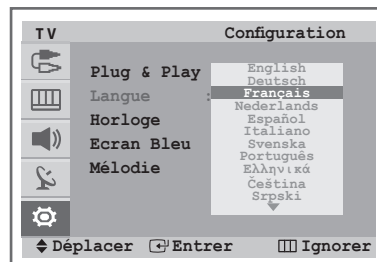 TV Configuration
Plug & Play
Langue :
Horloge
Ecran Bleu
Mélodie
English
Deutsch
Français
Nederlands
Español
Italiano
Svenska
Português
Ελληνικά
Čeština
Srpski
Déplacer Entrer Ignorer